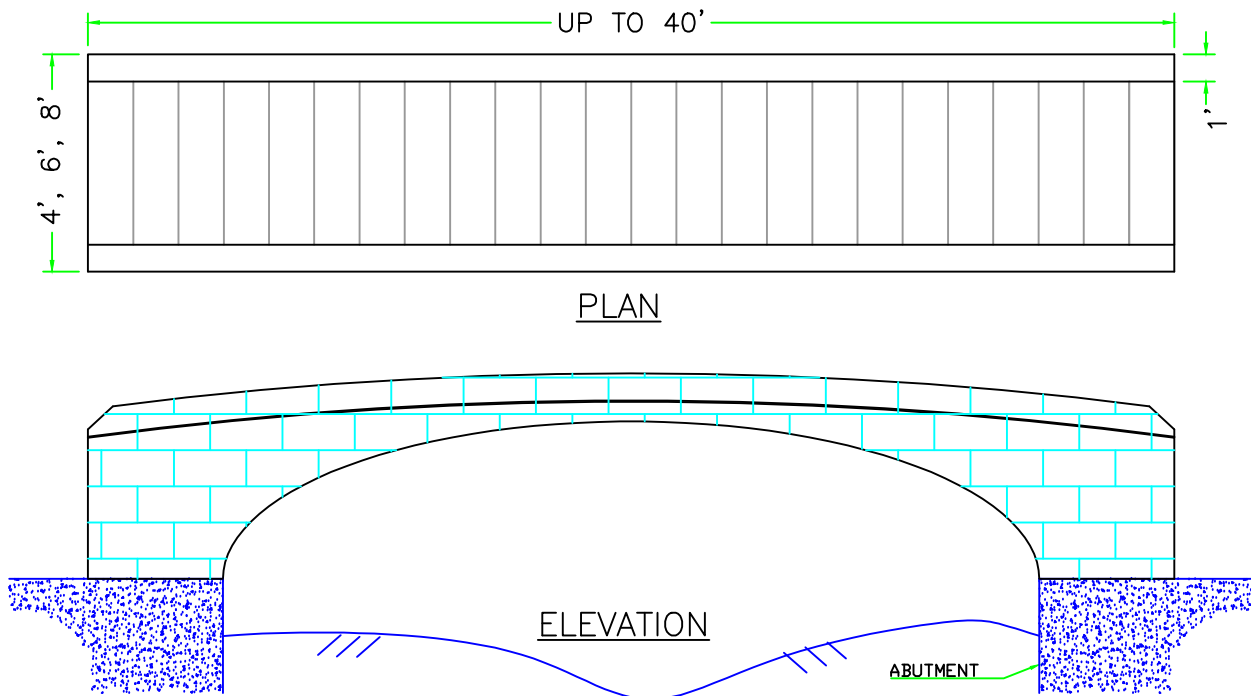 UP TO 40'
4', 6', 8'
1'
PLAN
ELEVATION
ABUTMENT